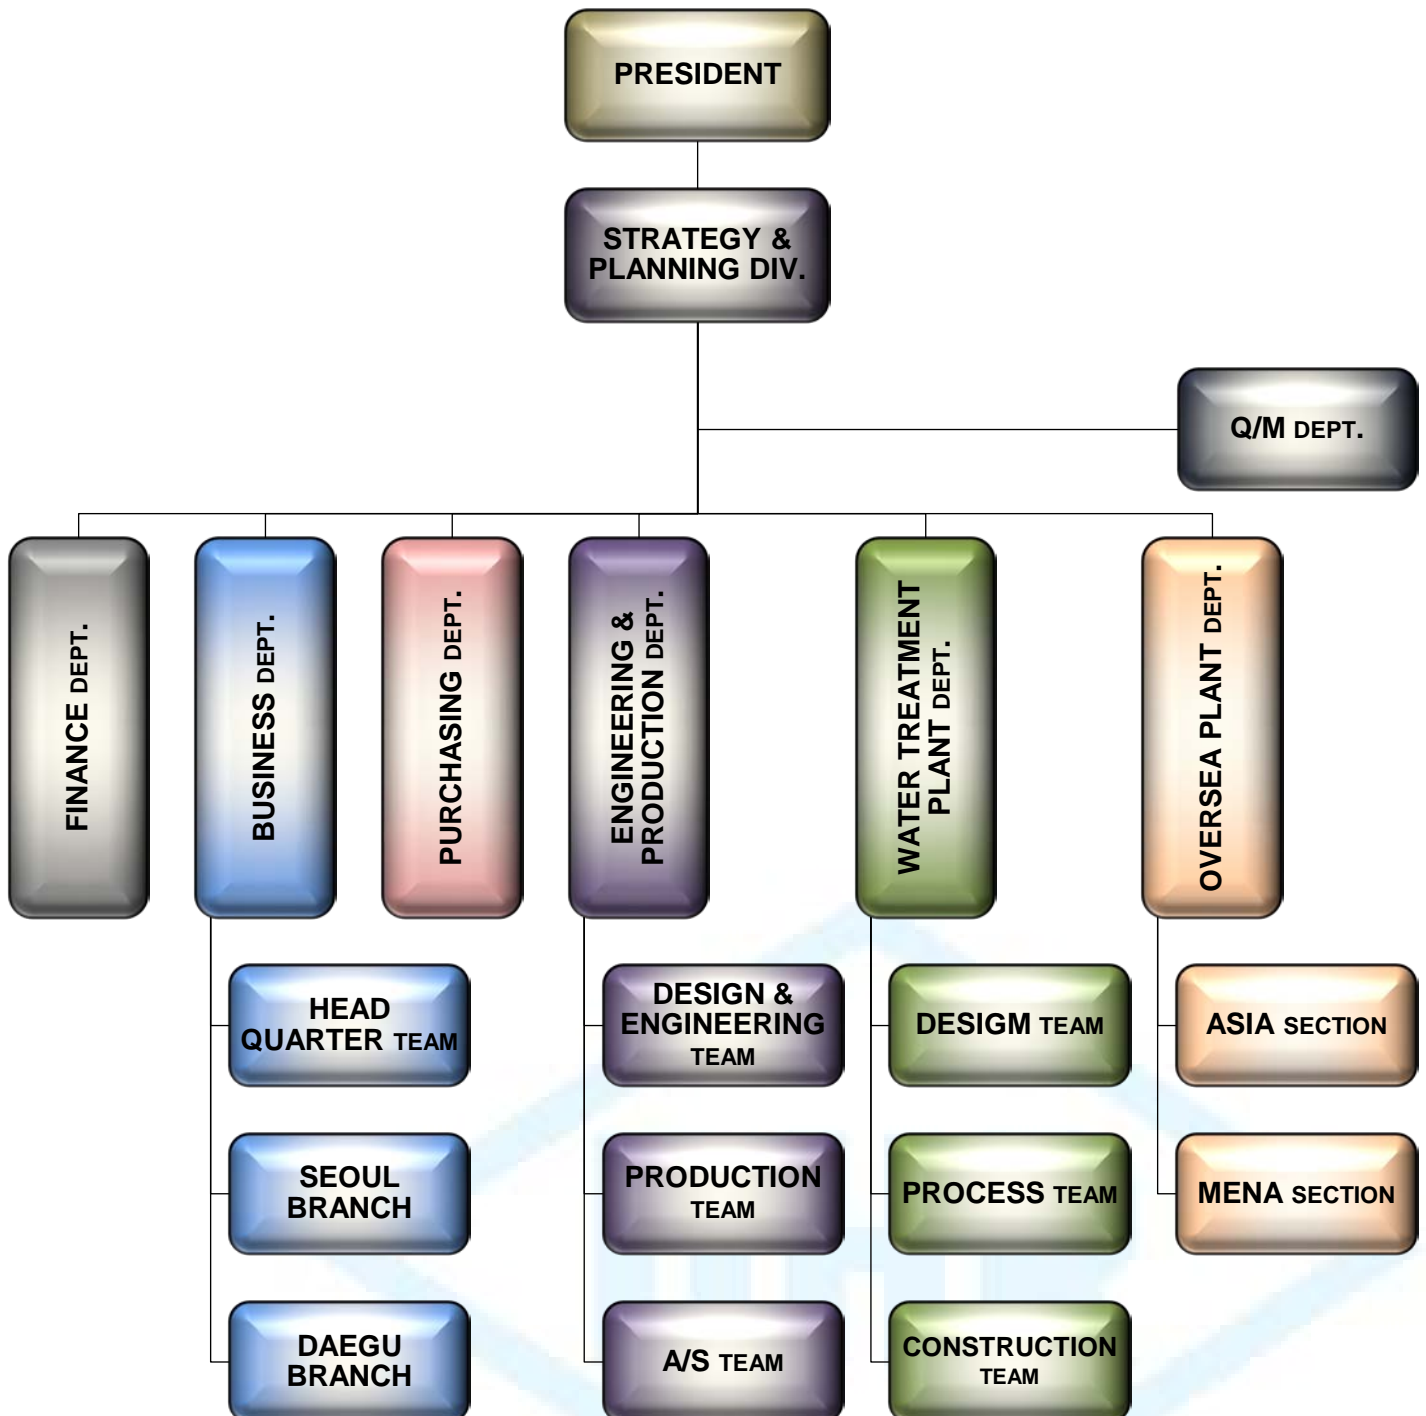 PRESIDENT
STRATEGY &
PLANNING DIV.
Q/M DEPT.
FINANCE DEPT.
BUSINESS DEPT.
PURCHASING DEPT.
ENGINEERING &
PRODUCTION DEPT.
WATER TREATMENT
PLANT DEPT.
OVERSEA PLANT DEPT.
HEAD
QUARTER TEAM
SEOUL
BRANCH
DAEGU
BRANCH
DESIGN &
ENGINEERING
TEAM
PRODUCTION
TEAM
A/S TEAM
DESIGM TEAM
PROCESS TEAM
CONSTRUCTION
TEAM
ASIA SECTION
MENA SECTION